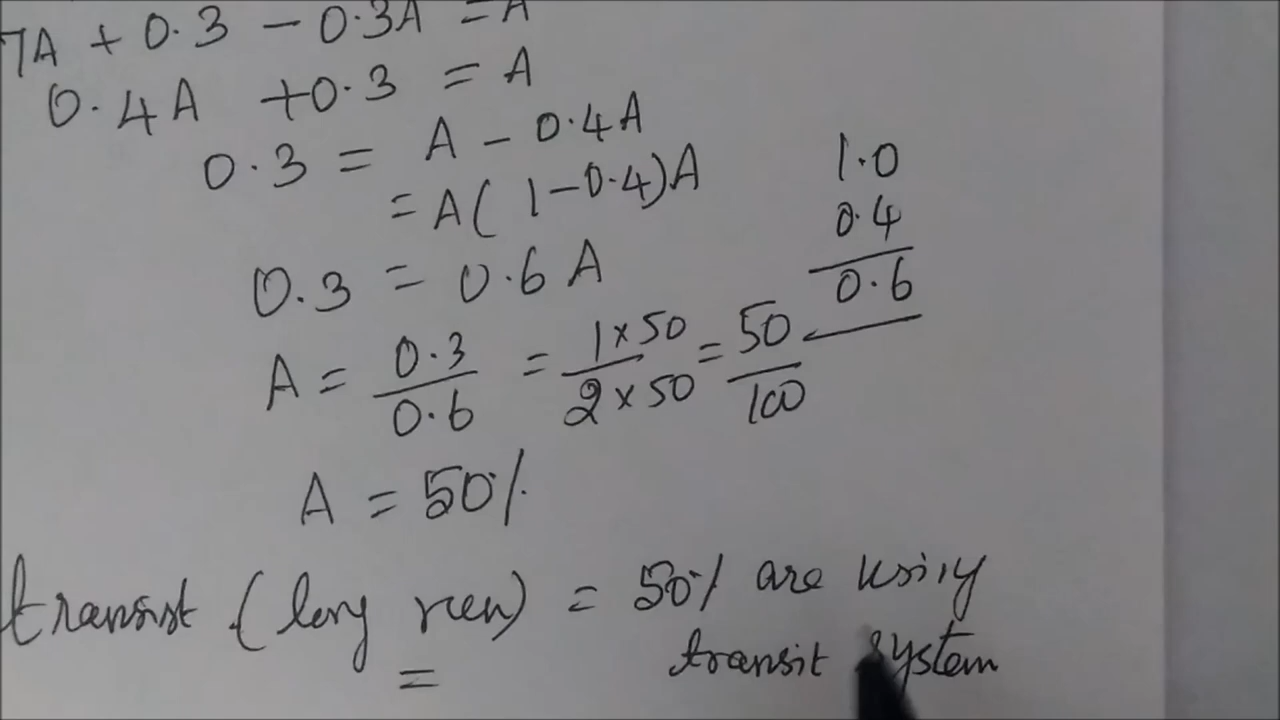 7A + 0.3 - 0.3A = A
0.4A + 0.3 = A
0.3 = A - 0.4A
= A(1-0.4)A
0.3 = 0.6A
1.0
0.4
0.6
A = 0.3/0.6 = 1×50/2×50 = 50/100
A = 50%
transist (long run) = 50% are using
transit system
=